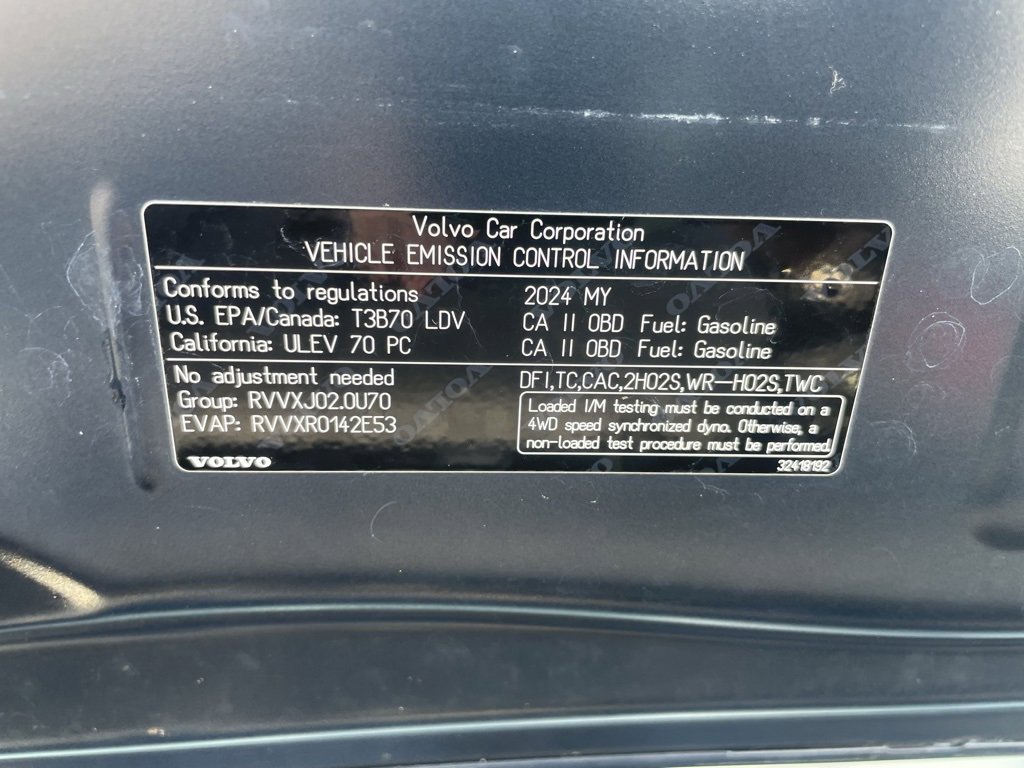 Volvo Car Corporation
VEHICLE EMISSION CONTROL INFORMATION
Conforms to regulations 2024 MY
U.S. EPA/Canada: T3B70 LDV CA II OBD Fuel: Gasoline
California: ULEV 70 PC CA II OBD Fuel: Gasoline
No adjustment needed DFI,TC,CAC,2HO2S,WR-HO2S,TWC
Group: RVVXJ02.0U70
EVAP: RVVXR0142E53
Loaded I/M testing must be conducted on a
4WD speed synchronized dyno. Otherwise, a
non-loaded test procedure must be performed.
VOLVO 32418192